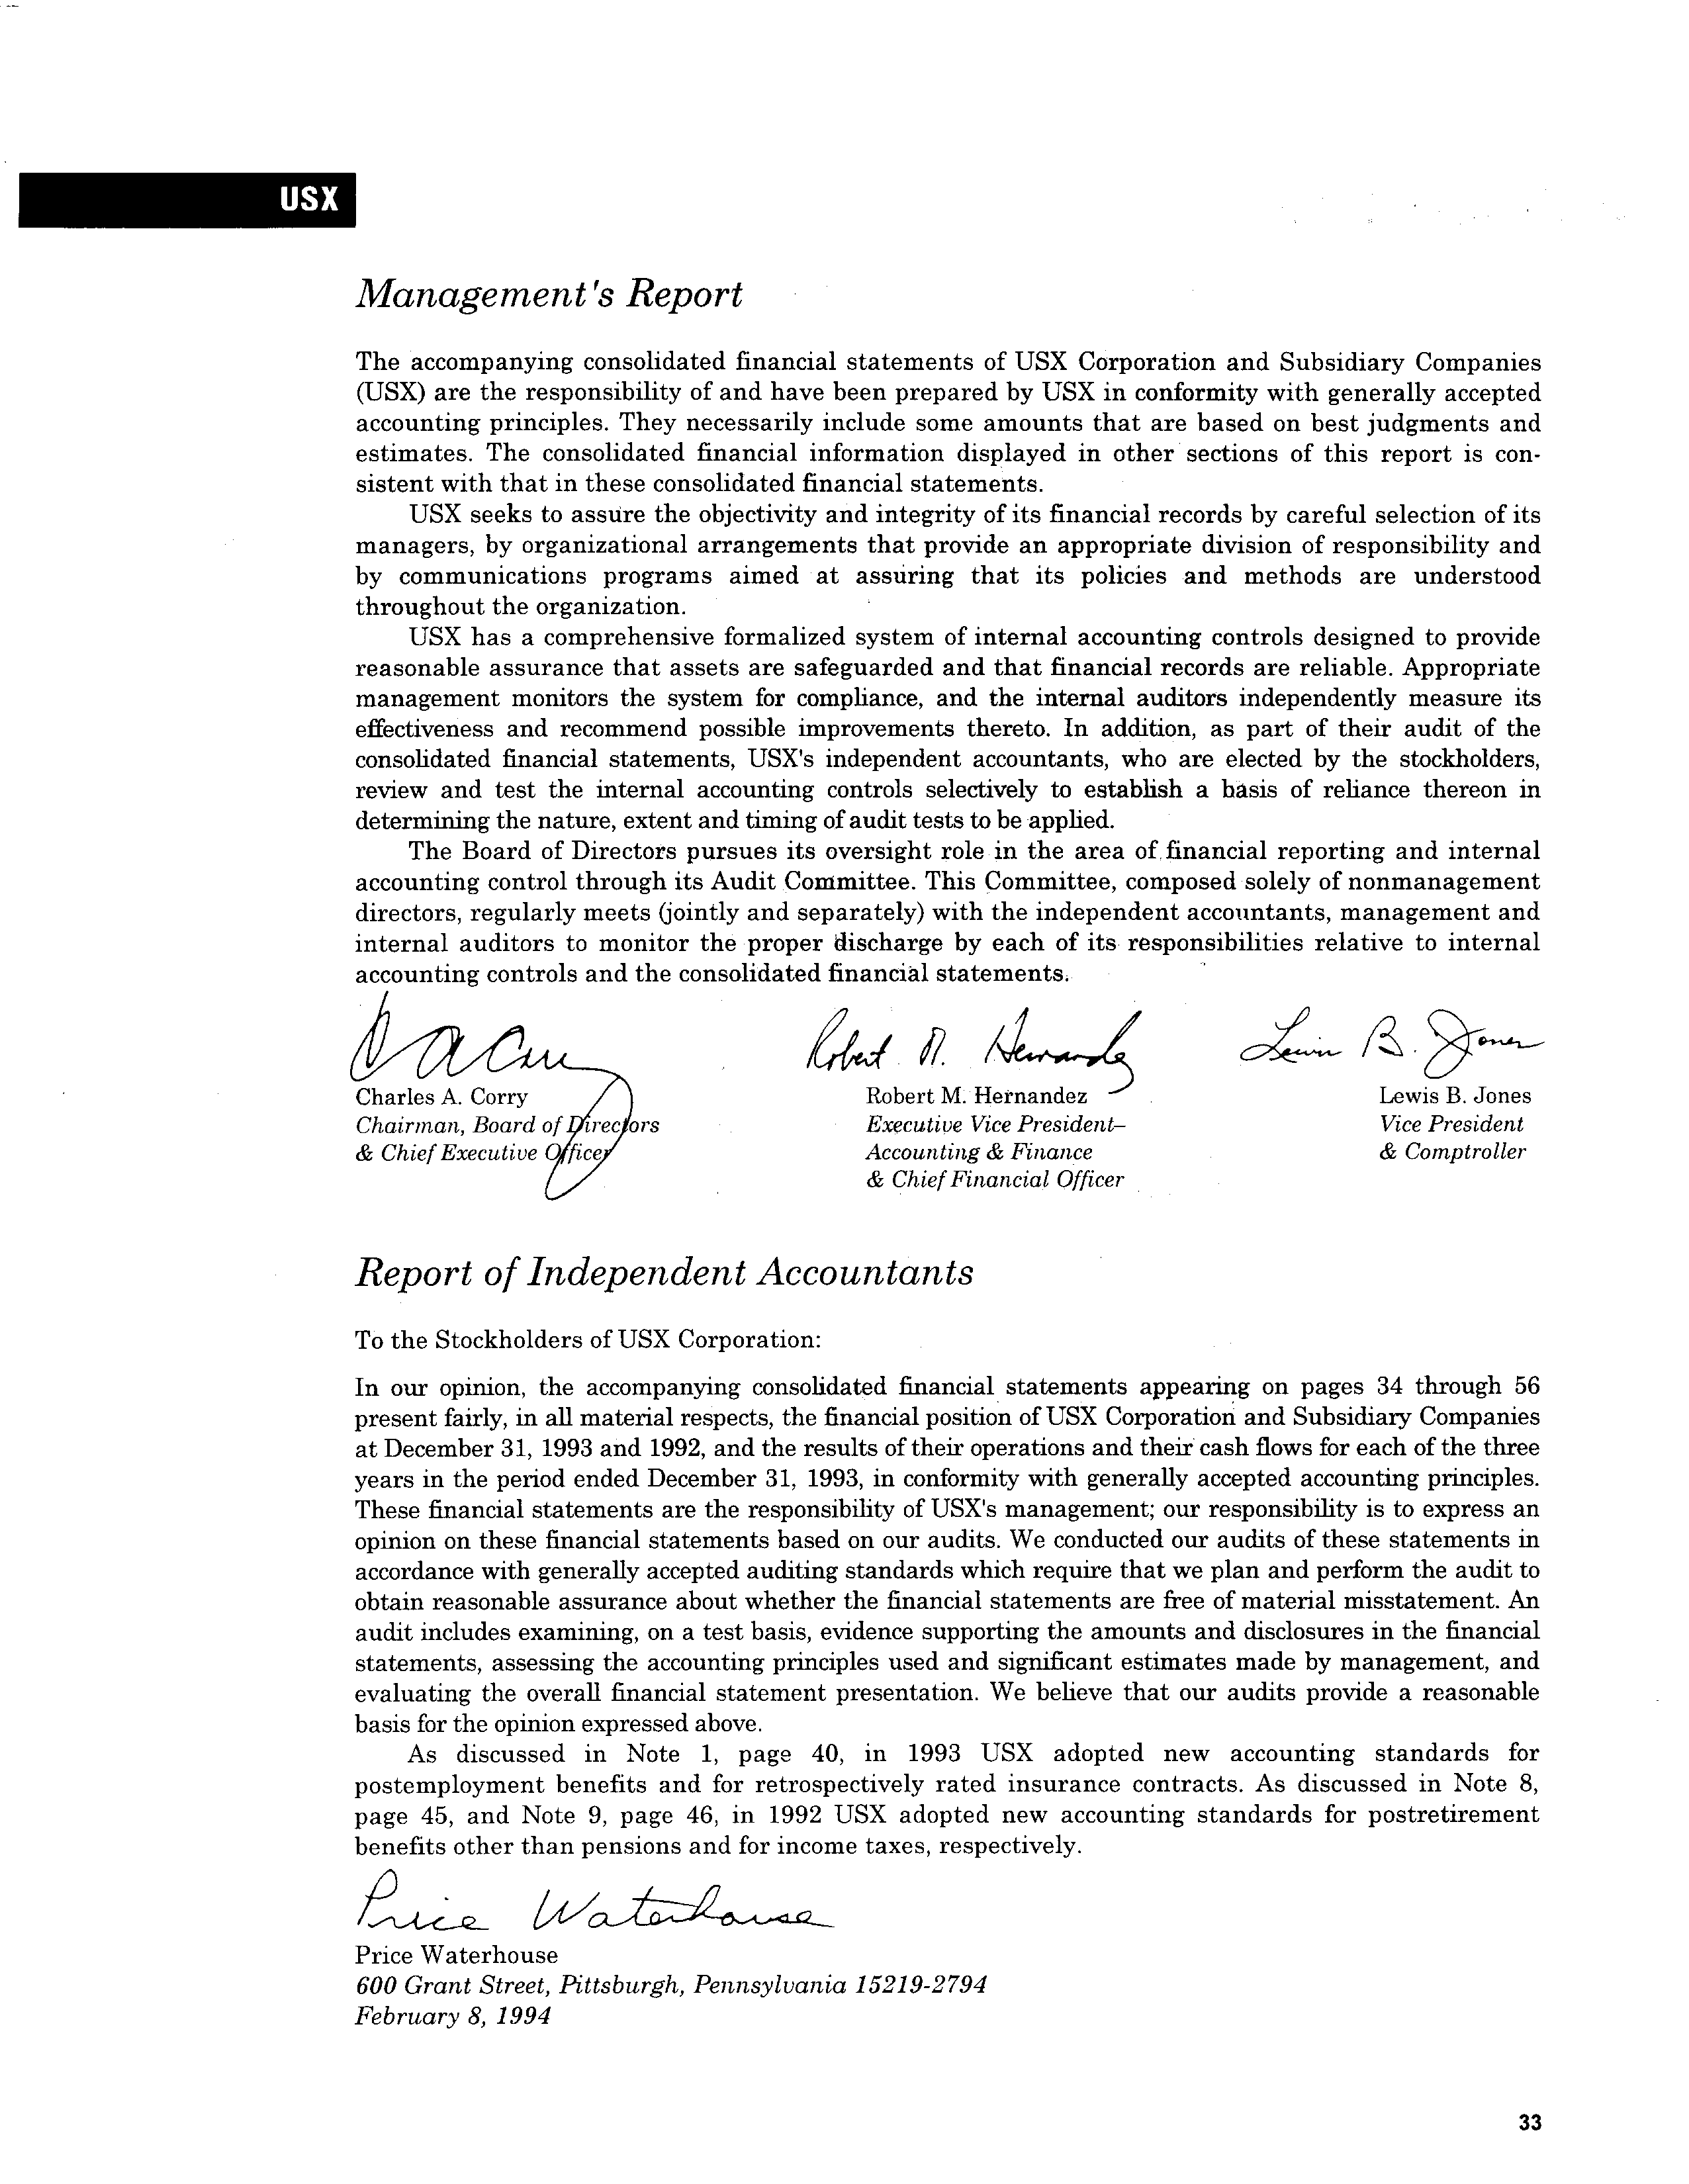 USX
Management's Report
The accompanying consolidated financial statements of USX Corporation and Subsidiary Companies
(USX) are the responsibility of and have been prepared by USX in conformity with generally accepted
accounting principles. They necessarily include some amounts that are based on best judgments and
estimates. The consolidated financial information displayed in other sections of this report is con-
sistent with that in these consolidated financial statements.
USX seeks to assure the objectivity and integrity of its financial records by careful selection of its
managers, by organizational arrangements that provide an appropriate division of responsibility and
by communications programs aimed at assuring that its policies and methods are understood
throughout the organization.
USX has a comprehensive formalized system of internal accounting controls designed to provide
reasonable assurance that assets are safeguarded and that financial records are reliable. Appropriate
management monitors the system for compliance, and the internal auditors independently measure its
effectiveness and recommend possible improvements thereto. In addition, as part of their audit of the
consolidated financial statements, USX's independent accountants, who are elected by the stockholders,
review and test the internal accounting controls selectively to establish a basis of reliance thereon in
determining the nature, extent and timing of audit tests to be applied.
The Board of Directors pursues its oversight role in the area of financial reporting and internal
accounting control through its Audit Committee. This Committee, composed solely of nonmanagement
directors, regularly meets (jointly and separately) with the independent accountants, management and
internal auditors to monitor the proper discharge by each of its responsibilities relative to internal
accounting controls and the consolidated financial statements.
Robert M. Hernandez
Lewis B. Jones
Charles A. Corry
Chairman, Board of Directors
& Chief Executive Officer
Robert M. Hernandez
Executive Vice President–
Accounting & Finance
& Chief Financial Officer
Lewis B. Jones
Vice President
& Comptroller
Report of Independent Accountants
To the Stockholders of USX Corporation:
In our opinion, the accompanying consolidated financial statements appearing on pages 34 through 56
present fairly, in all material respects, the financial position of USX Corporation and Subsidiary Companies
at December 31, 1993 and 1992, and the results of their operations and their cash flows for each of the three
years in the period ended December 31, 1993, in conformity with generally accepted accounting principles.
These financial statements are the responsibility of USX's management; our responsibility is to express an
opinion on these financial statements based on our audits. We conducted our audits of these statements in
accordance with generally accepted auditing standards which require that we plan and perform the audit to
obtain reasonable assurance about whether the financial statements are free of material misstatement. An
audit includes examining, on a test basis, evidence supporting the amounts and disclosures in the financial
statements, assessing the accounting principles used and significant estimates made by management, and
evaluating the overall financial statement presentation. We believe that our audits provide a reasonable
basis for the opinion expressed above.
As discussed in Note 1, page 40, in 1993 USX adopted new accounting standards for
postemployment benefits and for retrospectively rated insurance contracts. As discussed in Note 8,
page 45, and Note 9, page 46, in 1992 USX adopted new accounting standards for postretirement
benefits other than pensions and for income taxes, respectively.
Price Waterhouse
Price Waterhouse
600 Grant Street, Pittsburgh, Pennsylvania 15219-2794
February 8, 1994
33